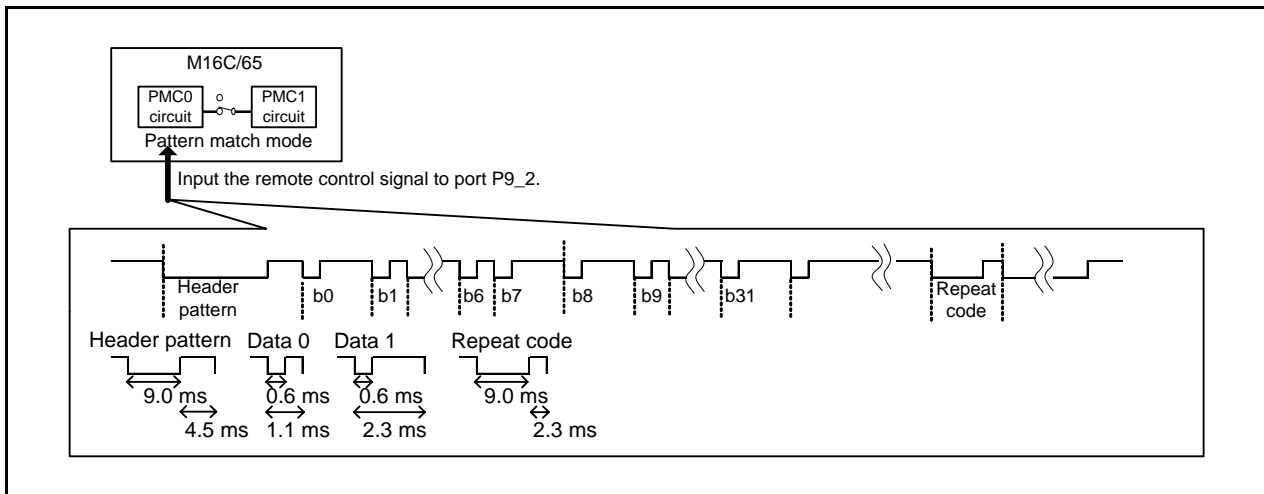 M16C/65
PMC0 circuit
PMC1 circuit
Pattern match mode
Input the remote control signal to port P9_2.
Header pattern
b0
b1
b6
b7
b8
b9
b31
Repeat code
Header pattern
Data 0
Data 1
Repeat code
9.0 ms
0.6 ms
0.6 ms
9.0 ms
4.5 ms
1.1 ms
2.3 ms
2.3 ms